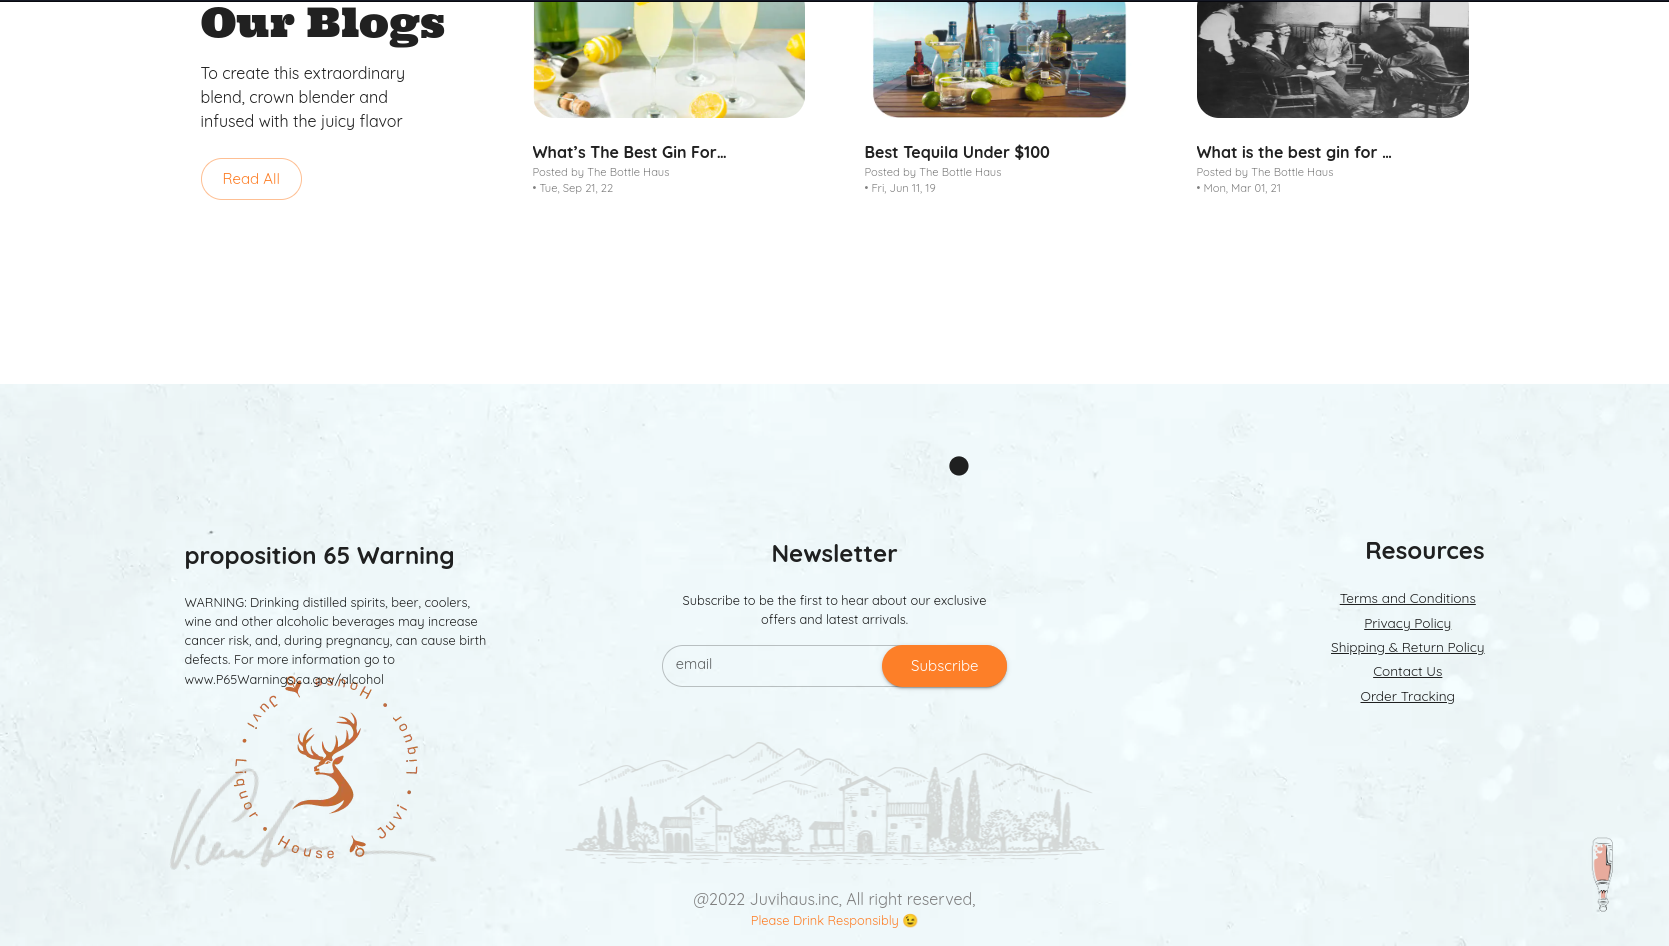 Our Blogs
To create this extraordinary
blend, crown blender and
infused with the juicy flavor
Read All
What’s The Best Gin For...
Posted by The Bottle Haus
• Tue, Sep 21, 22
Best Tequila Under $100
Posted by The Bottle Haus
• Fri, Jun 11, 19
What is the best gin for ...
Posted by The Bottle Haus
• Mon, Mar 01, 21
proposition 65 Warning
WARNING: Drinking distilled spirits, beer, coolers,
wine and other alcoholic beverages may increase
cancer risk, and, during pregnancy, can cause birth
defects. For more information go to
www.P65Warnings.ca.gov/alcohol
Juvi • Liqnor • House
Juvi • Liqnor • House
Newsletter
Subscribe to be the first to hear about our exclusive
offers and latest arrivals.
email
Subscribe
Resources
Terms and Conditions
Privacy Policy
Shipping & Return Policy
Contact Us
Order Tracking
@2022 Juvihaus.inc, All right reserved,
Please Drink Responsibly 😉